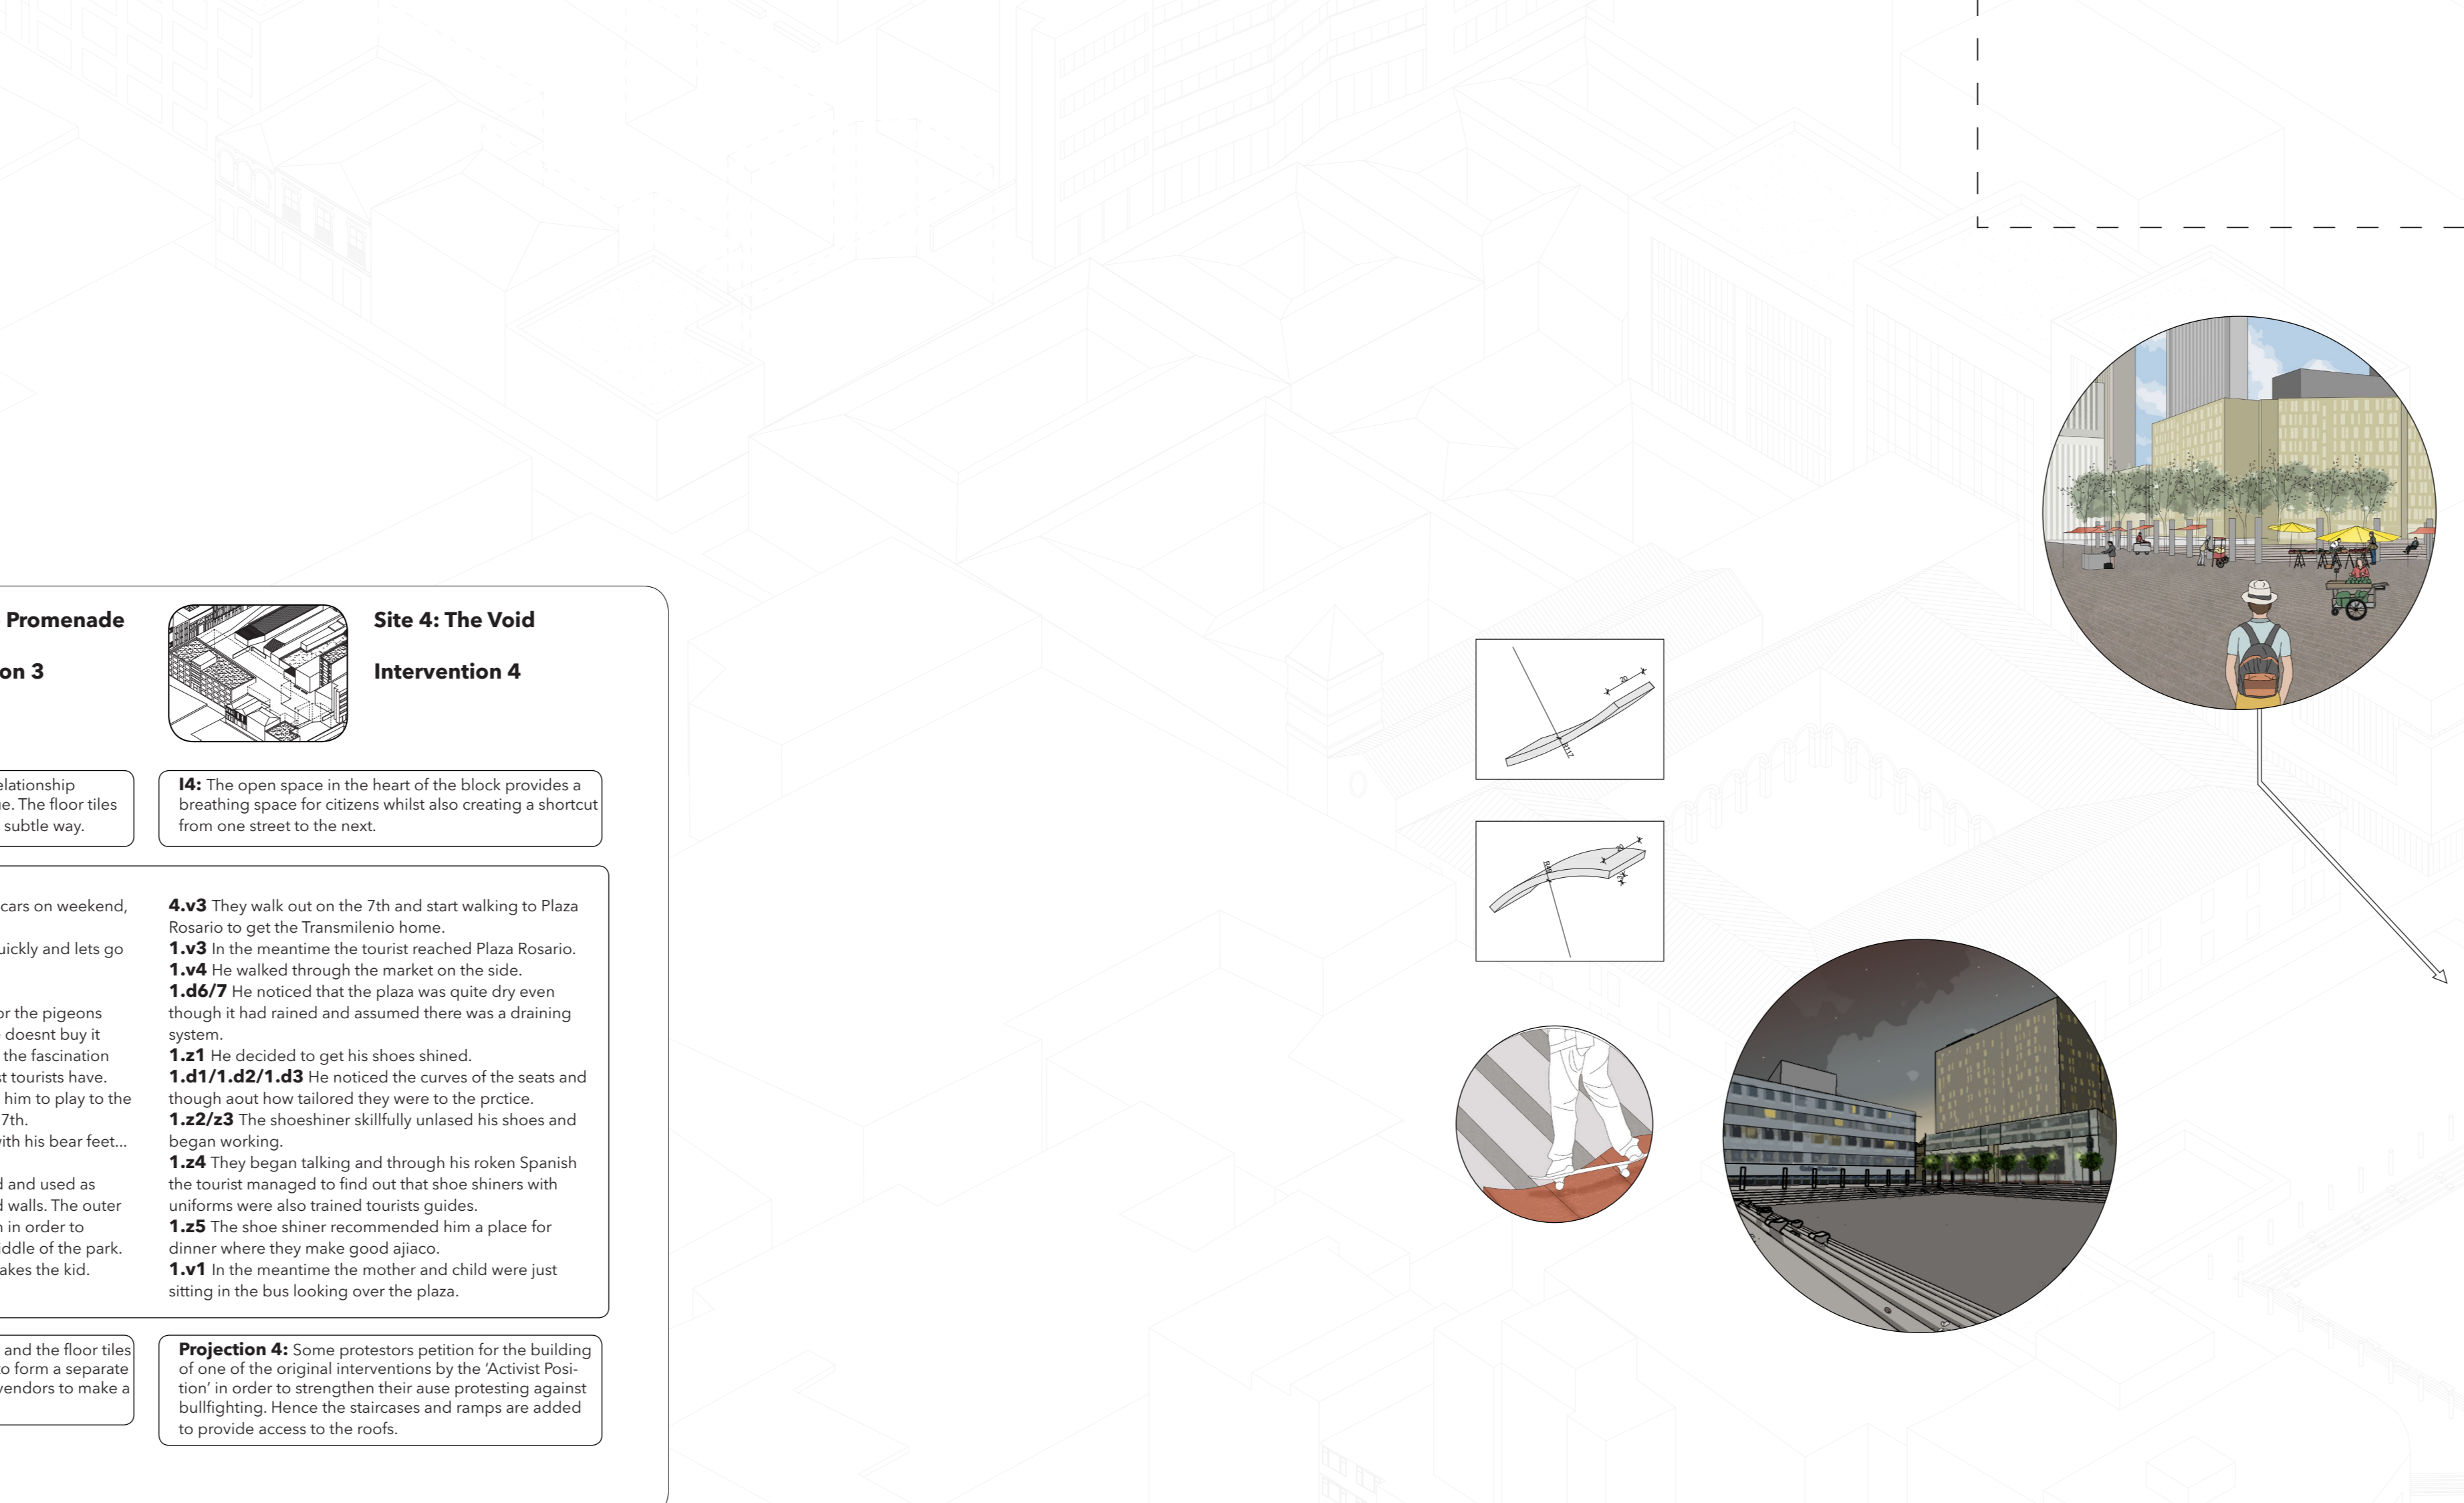 Promenade
on 3
elationship
e. The floor tiles
subtle way.
cars on weekend,
uickly and lets go
or the pigeons
doesnt buy it
the fascination
st tourists have.
him to play to the
7th.
with his bear feet...
d and used as
d walls. The outer
n in order to
iddle of the park.
akes the kid.
and the floor tiles
to form a separate
vendors to make a
Site 4: The Void
Intervention 4
I4: The open space in the heart of the block provides a
breathing space for citizens whilst also creating a shortcut
from one street to the next.
4.v3 They walk out on the 7th and start walking to Plaza
Rosario to get the Transmilenio home.
1.v3 In the meantime the tourist reached Plaza Rosario.
1.v4 He walked through the market on the side.
1.d6/7 He noticed that the plaza was quite dry even
though it had rained and assumed there was a draining
system.
1.z1 He decided to get his shoes shined.
1.d1/1.d2/1.d3 He noticed the curves of the seats and
though aout how tailored they were to the prctice.
1.z2/z3 The shoeshiner skillfully unlased his shoes and
began working.
1.z4 They began talking and through his roken Spanish
the tourist managed to find out that shoe shiners with
uniforms were also trained tourists guides.
1.z5 The shoe shiner recommended him a place for
dinner where they make good ajiaco.
1.v1 In the meantime the mother and child were just
sitting in the bus looking over the plaza.
Projection 4: Some protestors petition for the building
of one of the original interventions by the ‘Activist Posi-
tion’ in order to strengthen their ause protesting against
bullfighting. Hence the staircases and ramps are added
to provide access to the roofs.
20
R117